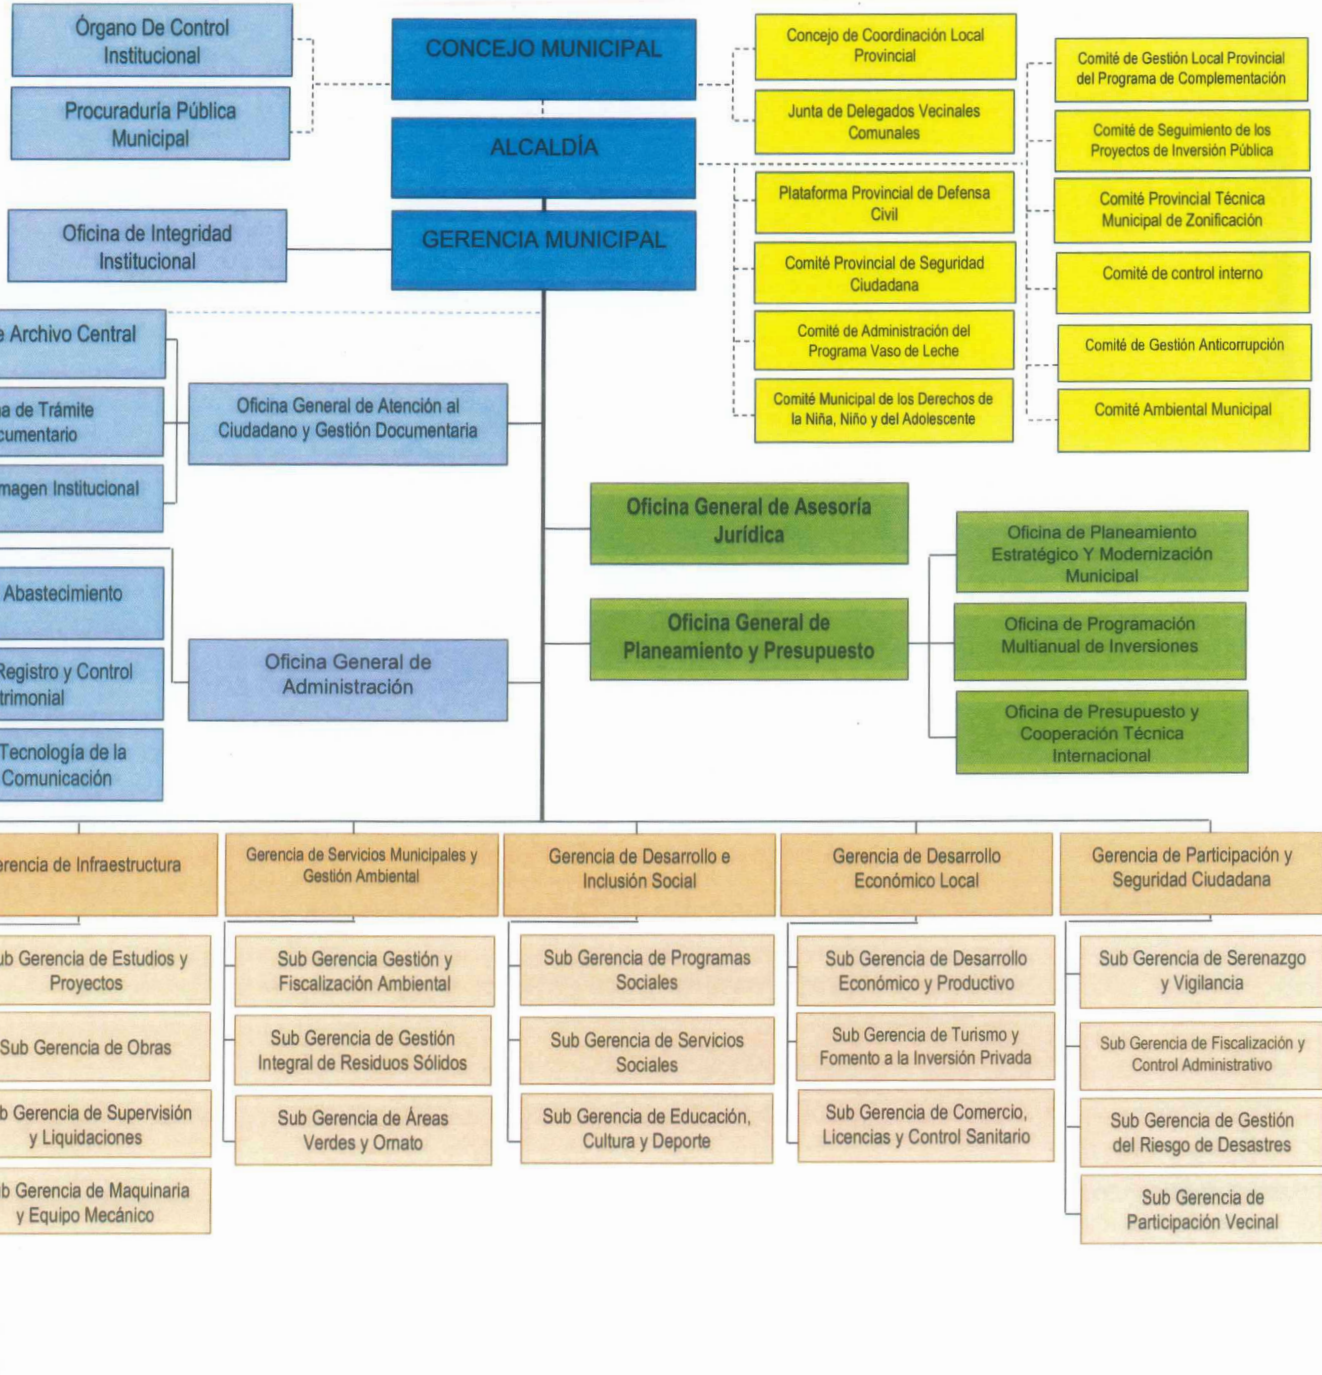 Órgano De Control
Institucional
Procuraduría Pública
Municipal
CONCEJO MUNICIPAL
ALCALDÍA
GERENCIA MUNICIPAL
Oficina de Integridad
Institucional
Concejo de Coordinación Local
Provincial
Junta de Delegados Vecinales
Comunales
Plataforma Provincial de Defensa
Civil
Comité Provincial de Seguridad
Ciudadana
Comité de Administración del
Programa Vaso de Leche
Comité Municipal de los Derechos de
la Niña, Niño y del Adolescente
Comité de Gestión Local Provincial
del Programa de Complementación
Comité de Seguimiento de los
Proyectos de Inversión Pública
Comité Provincial Técnica
Municipal de Zonificación
Comité de control interno
Comité de Gestión Anticorrupción
Comité Ambiental Municipal
Archivo Central
de Trámite
Institucional
Oficina General de Atención al
Ciudadano y Gestión Documentaria
Abastecimiento
Registro y Control
Tecnología de la
Comunicación
Oficina General de
Administración
Oficina General de Asesoría
Jurídica
Oficina General de
Planeamiento y Presupuesto
Oficina de Planeamiento
Estratégico Y Modernización
Municipal
Oficina de Programación
Multianual de Inversiones
Oficina de Presupuesto y
Cooperación Técnica
Internacional
de Infraestructura
Gerencia de Estudios y
Proyectos
Sub Gerencia de Obras
Gerencia de Supervisión
y Liquidaciones
Gerencia de Maquinaria
y Equipo Mecánico
Gerencia de Servicios Municipales y
Gestión Ambiental
Sub Gerencia Gestión y
Fiscalización Ambiental
Sub Gerencia de Gestión
Integral de Residuos Sólidos
Sub Gerencia de Áreas
Verdes y Ornato
Gerencia de Desarrollo e
Inclusión Social
Sub Gerencia de Programas
Sociales
Sub Gerencia de Servicios
Sociales
Sub Gerencia de Educación,
Cultura y Deporte
Gerencia de Desarrollo
Económico Local
Sub Gerencia de Desarrollo
Económico y Productivo
Sub Gerencia de Turismo y
Fomento a la Inversión Privada
Sub Gerencia de Comercio,
Licencias y Control Sanitario
Gerencia de Participación y
Seguridad Ciudadana
Sub Gerencia de Serenazgo
y Vigilancia
Sub Gerencia de Fiscalización y
Control Administrativo
Sub Gerencia de Gestión
del Riesgo de Desastres
Sub Gerencia de
Participación Vecinal